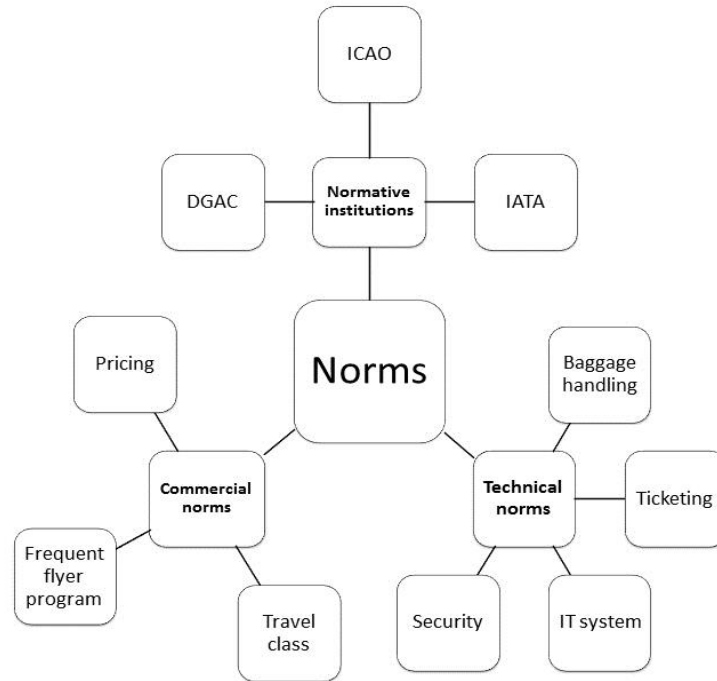 ICAO
DGAC
Normative
institutions
IATA
Norms
Pricing
Baggage
handling
Commercial
norms
Technical
norms
Ticketing
Frequent
flyer
program
Travel
class
Security
IT system